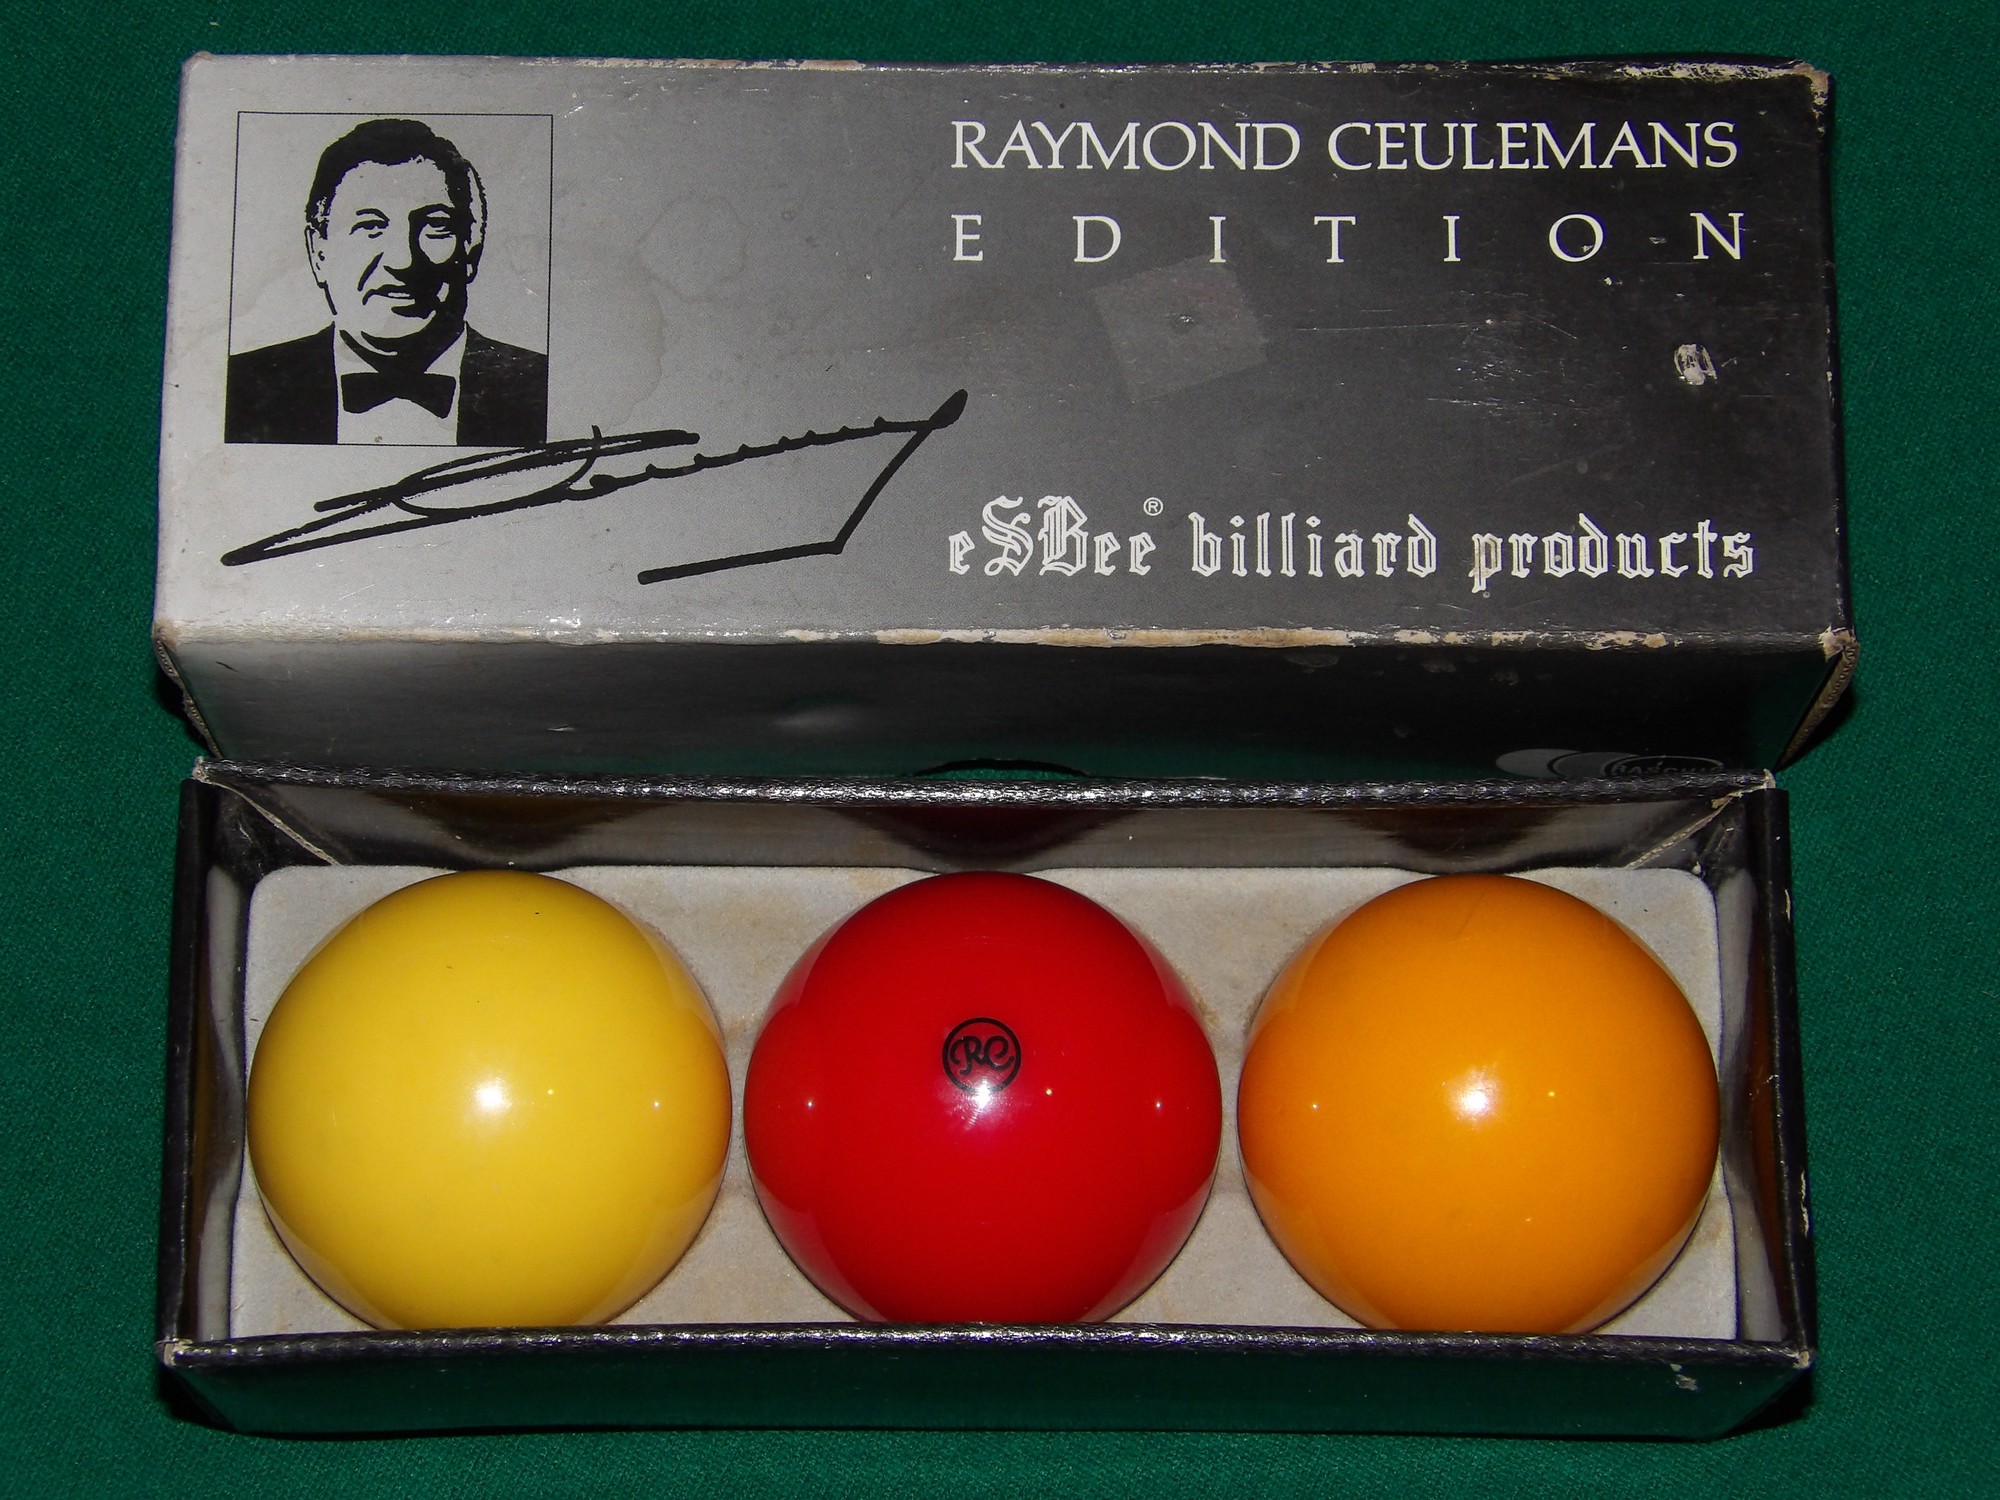 RAYMOND CEULEMANS
EDITION
eSBee® billiard products
RC